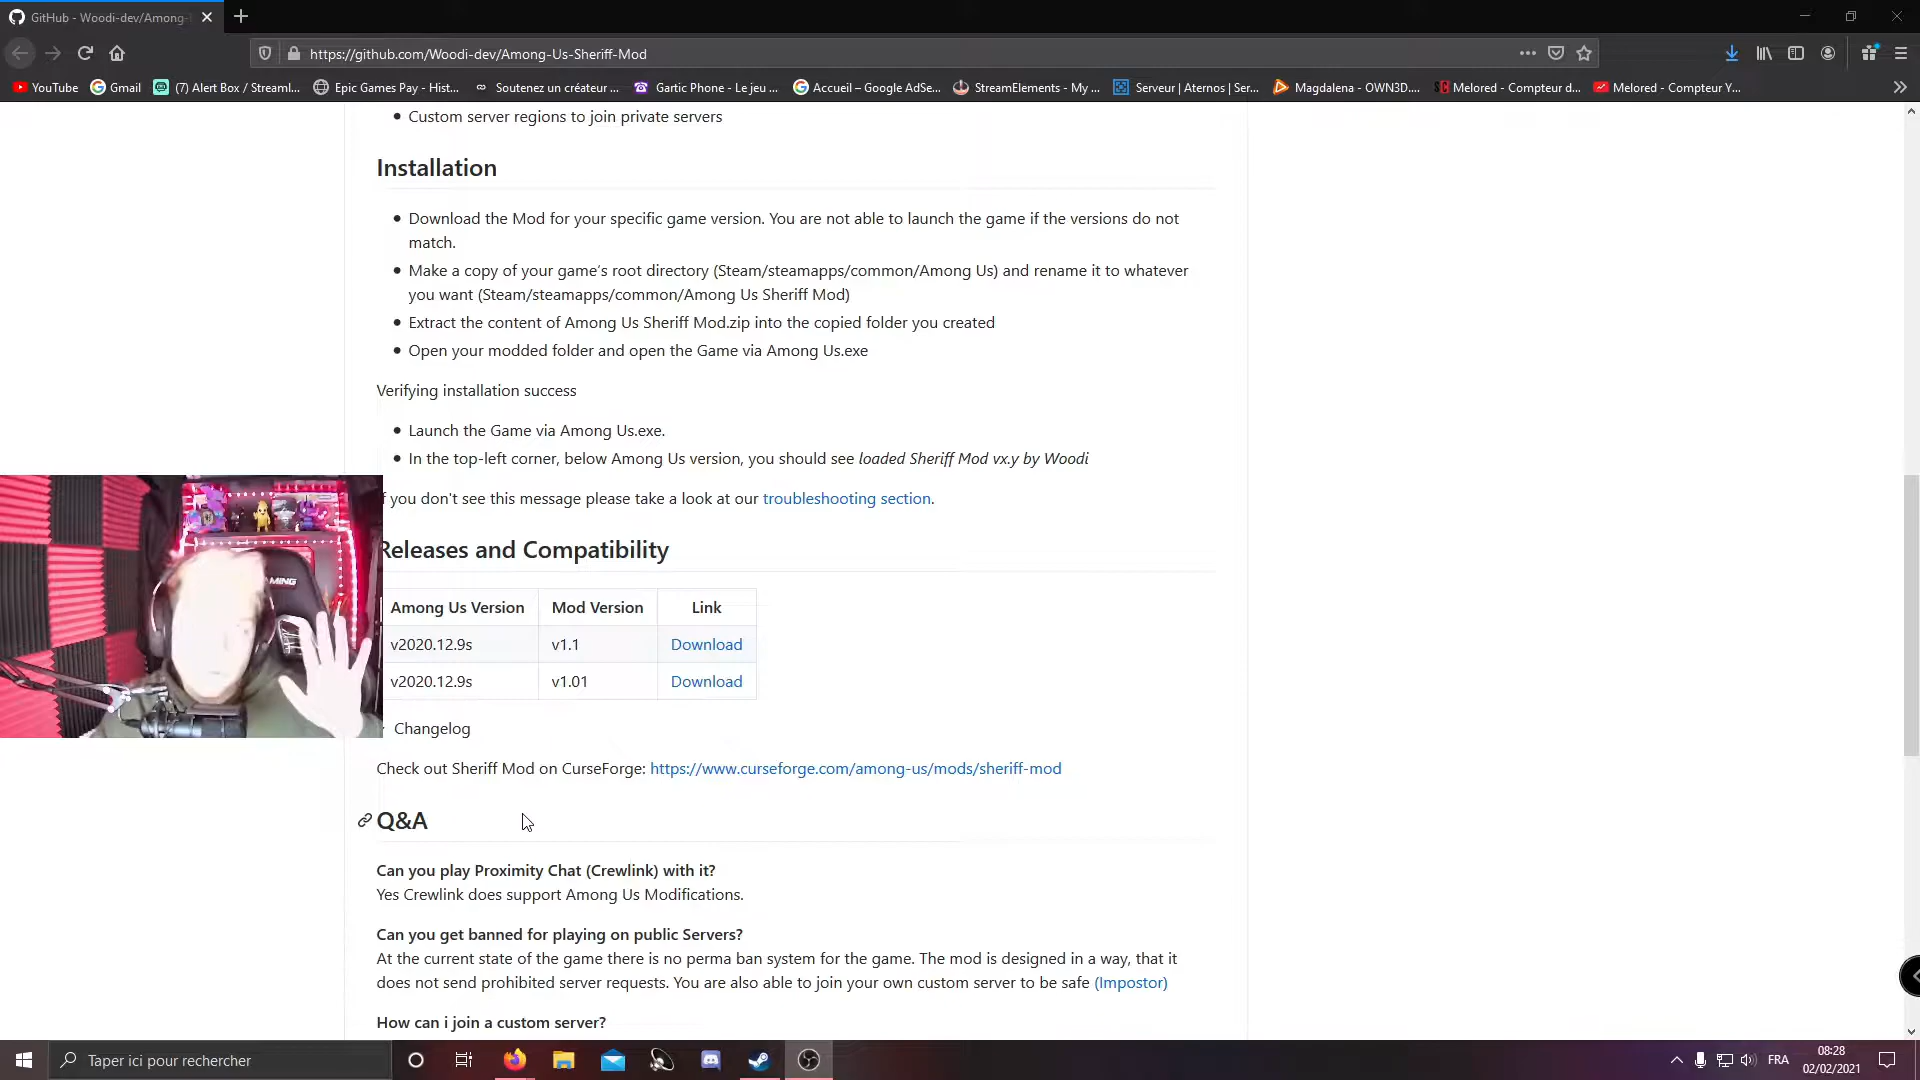 GitHub - Woodi-dev/Among-
https://github.com/Woodi-dev/Among-Us-Sheriff-Mod
YouTube
Gmail
(7) Alert Box / Streaml...
Epic Games Pay - Hist...
Soutenez un créateur ...
Gartic Phone - Le jeu ...
Accueil – Google AdSe...
StreamElements - My ...
Serveur | Aternos | Ser...
Magdalena - OWN3D....
Melored - Compteur d...
Melored - Compteur Y...
Custom server regions to join private servers
Installation
Download the Mod for your specific game version. You are not able to launch the game if the versions do not
match.
Make a copy of your game's root directory (Steam/steamapps/common/Among Us) and rename it to whatever
you want (Steam/steamapps/common/Among Us Sheriff Mod)
Extract the content of Among Us Sheriff Mod.zip into the copied folder you created
Open your modded folder and open the Game via Among Us.exe
Verifying installation success
Launch the Game via Among Us.exe.
In the top-left corner, below Among Us version, you should see loaded Sheriff Mod vx.y by Woodi
f you don't see this message please take a look at our troubleshooting section.
Releases and Compatibility
Among Us Version Mod Version Link
v2020.12.9s v1.1 Download
v2020.12.9s v1.01 Download
Changelog
Check out Sheriff Mod on CurseForge: https://www.curseforge.com/among-us/mods/sheriff-mod
Q&A
Can you play Proximity Chat (Crewlink) with it?
Yes Crewlink does support Among Us Modifications.
Can you get banned for playing on public Servers?
At the current state of the game there is no perma ban system for the game. The mod is designed in a way, that it
does not send prohibited server requests. You are also able to join your own custom server to be safe (Impostor)
How can i join a custom server?
Taper ici pour rechercher
FRA
08:28
02/02/2021